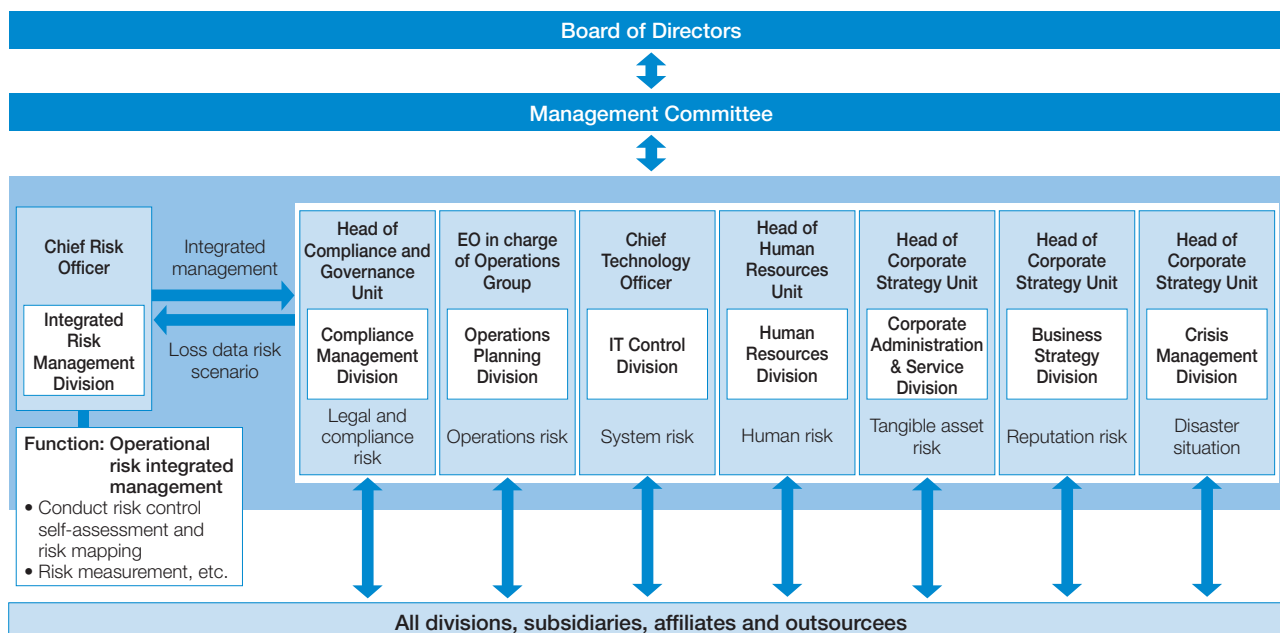 Board of Directors
Management Committee
Chief Risk
Officer
Integrated
Risk
Management
Division
Integrated
management
Loss data risk
scenario
Function: Operational
risk integrated
management
• Conduct risk control
self-assessment and
risk mapping
• Risk measurement, etc.
Head of
Compliance and
Governance
Unit
Compliance
Management
Division
Legal and
compliance
risk
EO in charge
of Operations
Group
Operations
Planning
Division
Operations risk
Chief
Technology
Officer
IT Control
Division
System risk
Head of
Human
Resources
Unit
Human
Resources
Division
Human risk
Head of
Corporate
Strategy Unit
Corporate
Administration
& Service
Division
Tangible asset
risk
Head of
Corporate
Strategy Unit
Business
Strategy
Division
Reputation risk
Head of
Corporate
Strategy Unit
Crisis
Management
Division
Disaster
situation
All divisions, subsidiaries, affiliates and outsourcees